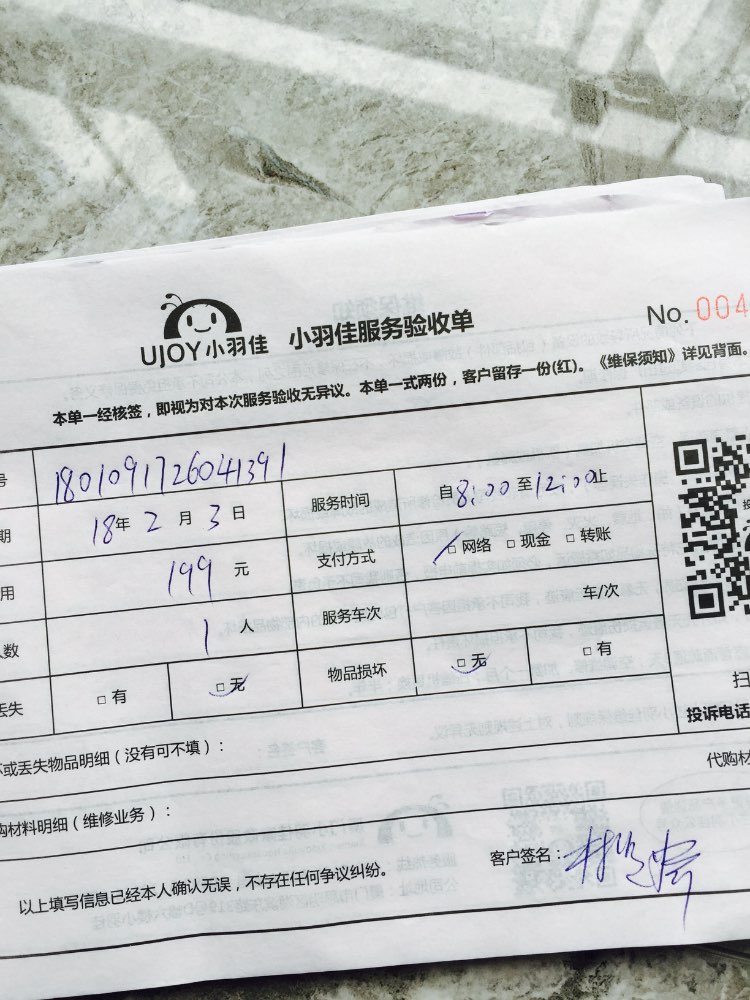 UJOY小羽佳 小羽佳服务验收单 No. 004
本单一经核签，即视为对本次服务验收无异议。本单一式两份，客户留存一份(红)。《维保须知》详见背面。
号 1801091726041391 服务时间 自8:00至12:00止
期 18年2月3日 支付方式 □网络 □现金 □转账
用 199元 服务车次 车/次
人数 1 物品损坏 □无 □有
丢失 □有 □无
投诉电话
坏或丢失物品明细（没有可不填）：
代购材
购材料明细（维修业务）：
客户签名：
以上填写信息已经本人确认无误，不存在任何争议纠纷。